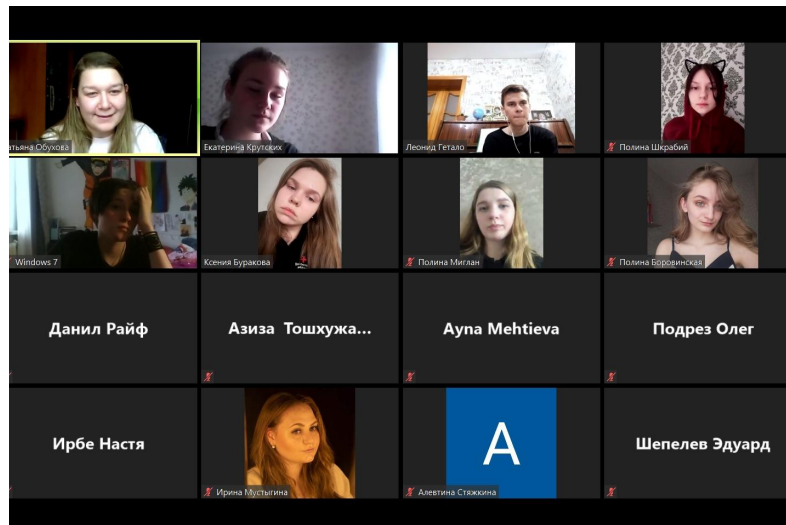 атьяна Обухова
Екатерина Крутских
Леонид Гетало
Полина Шкрабий
Windows 7
Ксения Буракова
Полина Миглан
Полина Боровинская
Данил Райф
Азиза Тошхужа...
Ayna Mehtieva
Подрез Олег
Ирбе Настя
Ирина Мустыгина
A
Алевтина Стяжкина
Шепелев Эдуард